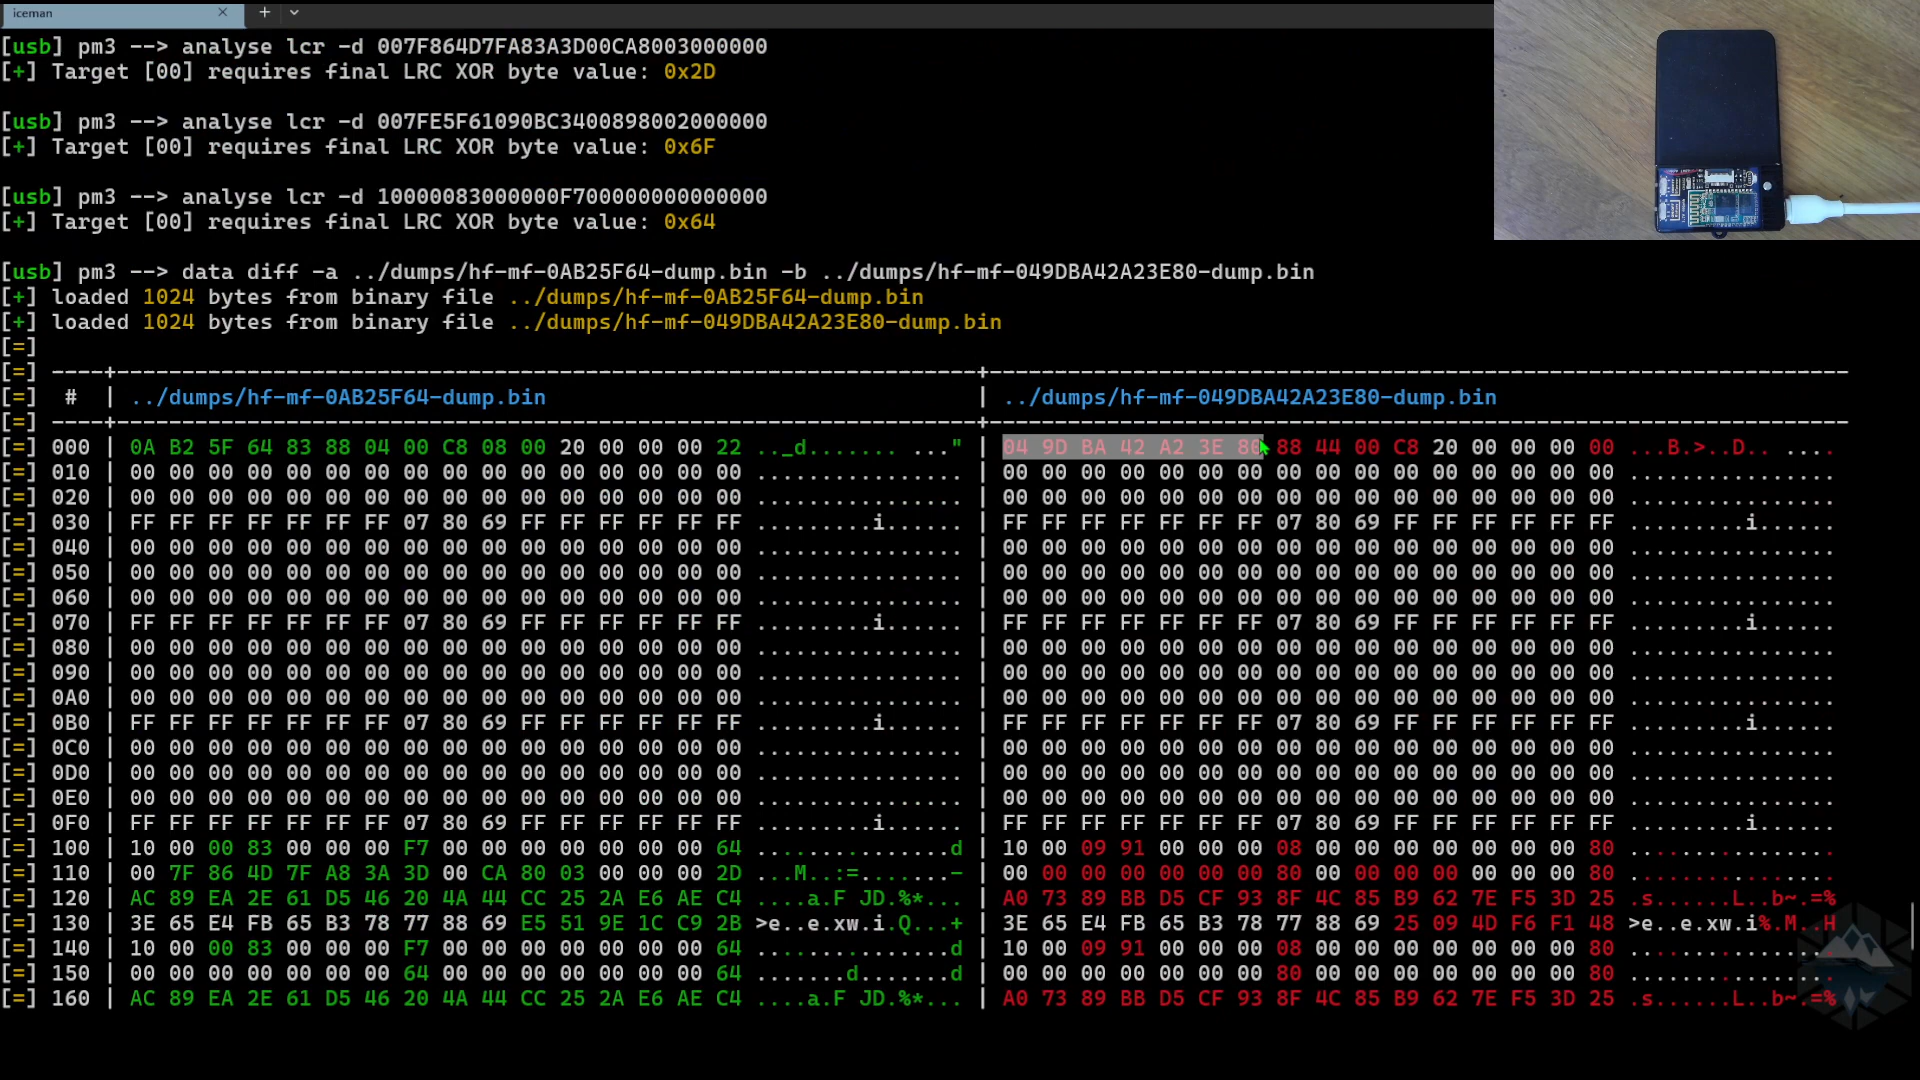 iceman
[usb] pm3 --> analyse lcr -d 007F864D7FA83A3D00CA8003000000
[+] Target [00] requires final LRC XOR byte value: 0x2D
[usb] pm3 --> analyse lcr -d 007FE5F61090BC3400898002000000
[+] Target [00] requires final LRC XOR byte value: 0x6F
[usb] pm3 --> analyse lcr -d 10000083000000F700000000000000
[+] Target [00] requires final LRC XOR byte value: 0x64
[usb] pm3 --> data diff -a ../dumps/hf-mf-0AB25F64-dump.bin -b ../dumps/hf-mf-049DBA42A23E80-dump.bin
[+] loaded 1024 bytes from binary file ../dumps/hf-mf-0AB25F64-dump.bin
[+] loaded 1024 bytes from binary file ../dumps/hf-mf-049DBA42A23E80-dump.bin
[=]
[=] ----+------------------------------------------------------------------+------------------------------------------------------------------
[=]  #  | ../dumps/hf-mf-0AB25F64-dump.bin | ../dumps/hf-mf-049DBA42A23E80-dump.bin
[=] ----+------------------------------------------------------------------+------------------------------------------------------------------
[=] 000 | 0A B2 5F 64 83 88 04 00 C8 08 00 20 00 00 00 22 .._d....... ..." | 04 9D BA 42 A2 3E 80 88 44 00 C8 20 00 00 00 00 ...B.>..D.. ....
[=] 010 | 00 00 00 00 00 00 00 00 00 00 00 00 00 00 00 00 ................ | 00 00 00 00 00 00 00 00 00 00 00 00 00 00 00 00 ................
[=] 020 | 00 00 00 00 00 00 00 00 00 00 00 00 00 00 00 00 ................ | 00 00 00 00 00 00 00 00 00 00 00 00 00 00 00 00 ................
[=] 030 | FF FF FF FF FF FF FF 07 80 69 FF FF FF FF FF FF .........i...... | FF FF FF FF FF FF FF 07 80 69 FF FF FF FF FF FF .........i......
[=] 040 | 00 00 00 00 00 00 00 00 00 00 00 00 00 00 00 00 ................ | 00 00 00 00 00 00 00 00 00 00 00 00 00 00 00 00 ................
[=] 050 | 00 00 00 00 00 00 00 00 00 00 00 00 00 00 00 00 ................ | 00 00 00 00 00 00 00 00 00 00 00 00 00 00 00 00 ................
[=] 060 | 00 00 00 00 00 00 00 00 00 00 00 00 00 00 00 00 ................ | 00 00 00 00 00 00 00 00 00 00 00 00 00 00 00 00 ................
[=] 070 | FF FF FF FF FF FF FF 07 80 69 FF FF FF FF FF FF .........i...... | FF FF FF FF FF FF FF 07 80 69 FF FF FF FF FF FF .........i......
[=] 080 | 00 00 00 00 00 00 00 00 00 00 00 00 00 00 00 00 ................ | 00 00 00 00 00 00 00 00 00 00 00 00 00 00 00 00 ................
[=] 090 | 00 00 00 00 00 00 00 00 00 00 00 00 00 00 00 00 ................ | 00 00 00 00 00 00 00 00 00 00 00 00 00 00 00 00 ................
[=] 0A0 | 00 00 00 00 00 00 00 00 00 00 00 00 00 00 00 00 ................ | 00 00 00 00 00 00 00 00 00 00 00 00 00 00 00 00 ................
[=] 0B0 | FF FF FF FF FF FF FF 07 80 69 FF FF FF FF FF FF .........i...... | FF FF FF FF FF FF FF 07 80 69 FF FF FF FF FF FF .........i......
[=] 0C0 | 00 00 00 00 00 00 00 00 00 00 00 00 00 00 00 00 ................ | 00 00 00 00 00 00 00 00 00 00 00 00 00 00 00 00 ................
[=] 0D0 | 00 00 00 00 00 00 00 00 00 00 00 00 00 00 00 00 ................ | 00 00 00 00 00 00 00 00 00 00 00 00 00 00 00 00 ................
[=] 0E0 | 00 00 00 00 00 00 00 00 00 00 00 00 00 00 00 00 ................ | 00 00 00 00 00 00 00 00 00 00 00 00 00 00 00 00 ................
[=] 0F0 | FF FF FF FF FF FF FF 07 80 69 FF FF FF FF FF FF .........i...... | FF FF FF FF FF FF FF 07 80 69 FF FF FF FF FF FF .........i......
[=] 100 | 10 00 00 83 00 00 00 F7 00 00 00 00 00 00 00 64 ...............d | 10 00 09 91 00 00 00 08 00 00 00 00 00 00 00 80 ................
[=] 110 | 00 7F 86 4D 7F A8 3A 3D 00 CA 80 03 00 00 00 2D ...M..:=.......- | 00 00 00 00 00 00 00 80 00 00 00 00 00 00 00 80 ................
[=] 120 | AC 89 EA 2E 61 D5 46 20 4A 44 CC 25 2A E6 AE C4 ....a.F JD.%*... | A0 73 89 BB D5 CF 93 8F 4C 85 B9 62 7E F5 3D 25 .s......L..b~.=%
[=] 130 | 3E 65 E4 FB 65 B3 78 77 88 69 E5 51 9E 1C C9 2B >e..e.xw.i.Q...+ | 3E 65 E4 FB 65 B3 78 77 88 69 25 09 4D F6 F1 48 >e..e.xw.i%.M..H
[=] 140 | 10 00 00 83 00 00 00 F7 00 00 00 00 00 00 00 64 ...............d | 10 00 09 91 00 00 00 08 00 00 00 00 00 00 00 80 ................
[=] 150 | 00 00 00 00 00 00 00 64 00 00 00 00 00 00 00 64 .......d.......d | 00 00 00 00 00 00 00 80 00 00 00 00 00 00 00 80 ................
[=] 160 | AC 89 EA 2E 61 D5 46 20 4A 44 CC 25 2A E6 AE C4 ....a.F JD.%*... | A0 73 89 BB D5 CF 93 8F 4C 85 B9 62 7E F5 3D 25 .s......L..b~.=%